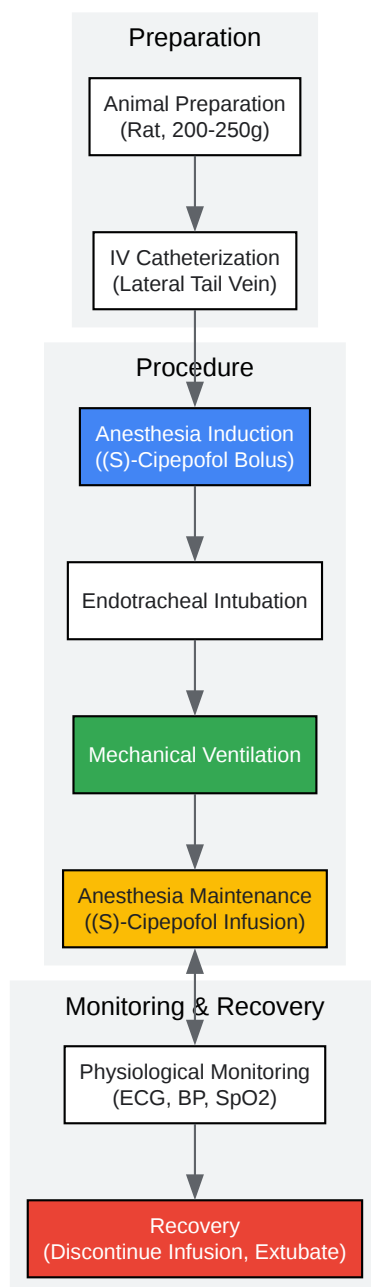 Preparation
Animal Preparation
(Rat, 200-250g)
IV Catheterization
(Lateral Tail Vein)
Procedure
Anesthesia Induction
((S)-Cipepofol Bolus)
Endotracheal Intubation
Mechanical Ventilation
Anesthesia Maintenance
((S)-Cipepofol Infusion)
Monitoring & Recovery
Physiological Monitoring
(ECG, BP, SpO2)
Recovery
(Discontinue Infusion, Extubate)